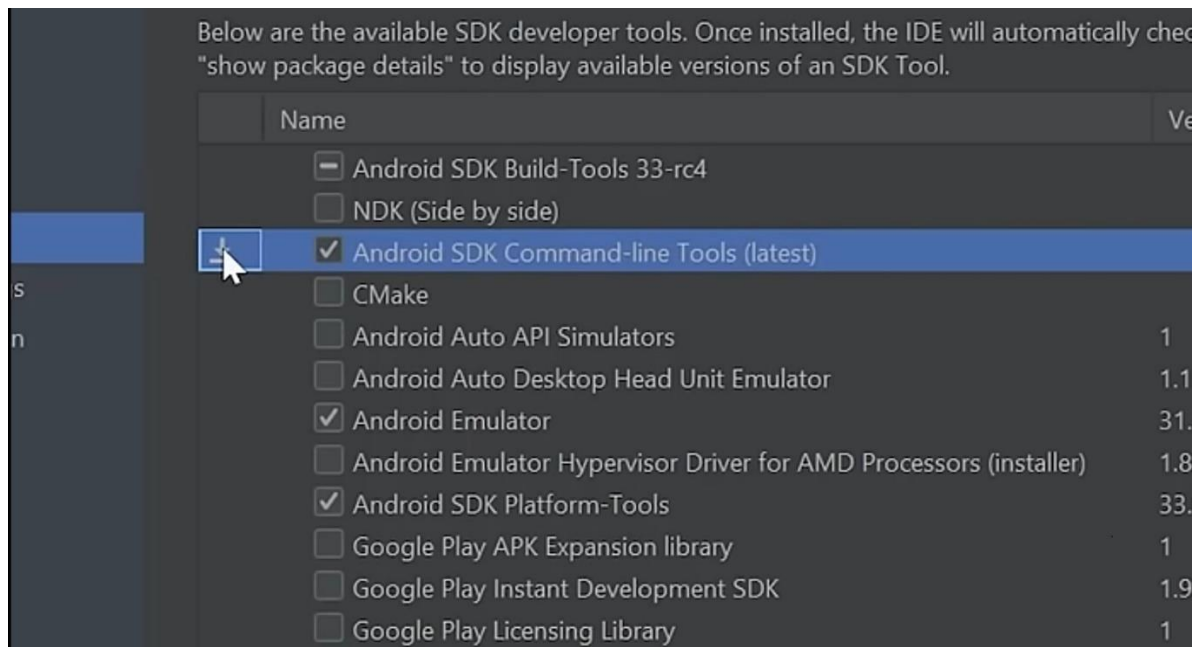 Below are the available SDK developer tools. Once installed, the IDE will automatically
"show package details" to display available versions of an SDK Tool.
Name
Android SDK Build-Tools 33-rc4
NDK (Side by side)
Android SDK Command-line Tools (latest)
CMake
Android Auto API Simulators 1
Android Auto Desktop Head Unit Emulator 1.1
Android Emulator 31.
Android Emulator Hypervisor Driver for AMD Processors (installer) 1.8
Android SDK Platform-Tools 33.
Google Play APK Expansion library 1
Google Play Instant Development SDK 1.9
Google Play Licensing Library 1